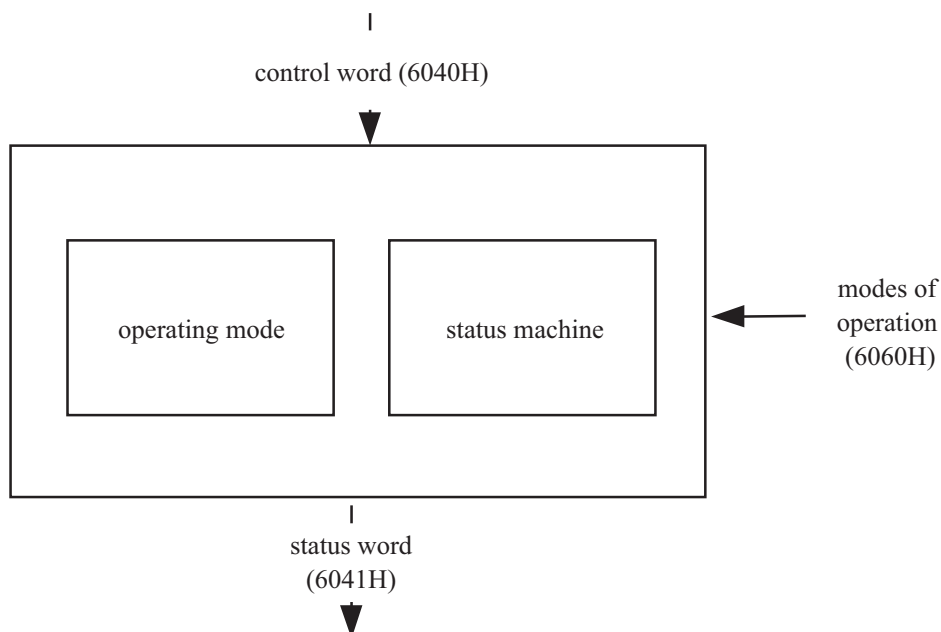 control word (6040H)
operating mode
status machine
modes of
operation
(6060H)
status word
(6041H)